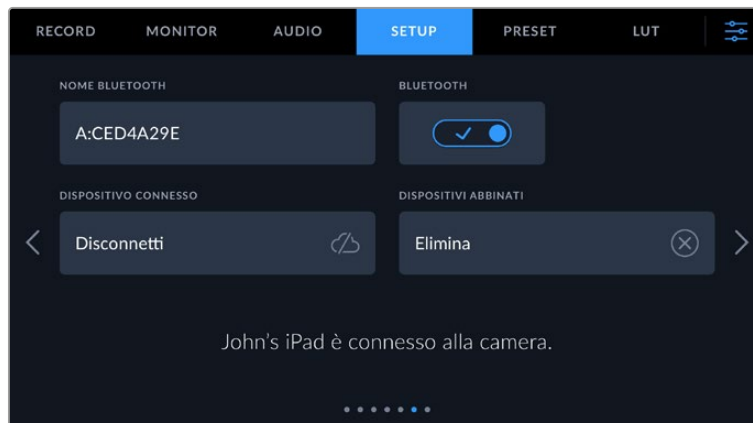 RECORD MONITOR AUDIO SETUP PRESET LUT
NOME BLUETOOTH BLUETOOTH
A:CED4A29E
DISPOSITIVO CONNESSO DISPOSITIVI ABBINATI
Disconnetti Elimina
John's iPad è connesso alla camera.